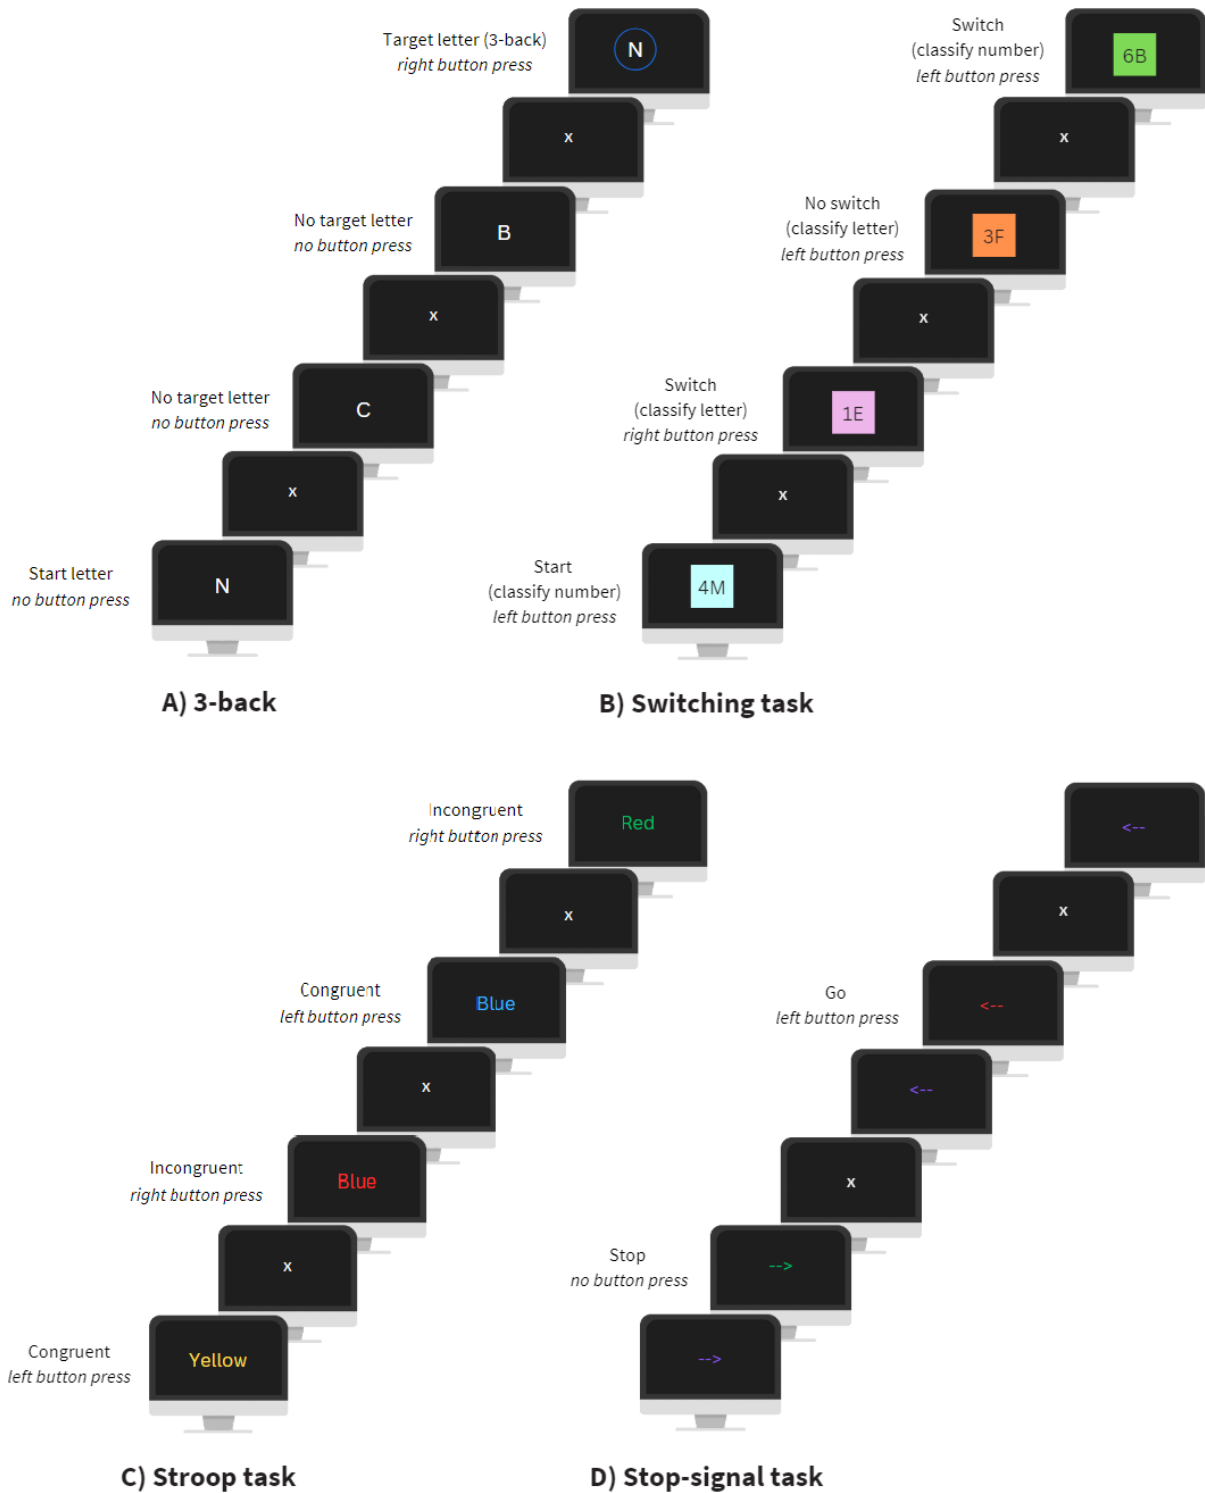 Target letter (3-back)
right button press
N
x
No target letter
no button press
B
x
No target letter
no button press
C
x
Start letter
no button press
N
A) 3-back
Switch
(classify number)
left button press
6B
x
No switch
(classify letter)
left button press
3F
x
Switch
(classify letter)
right button press
1E
x
Start
(classify number)
left button press
4M
B) Switching task
Incongruent
right button press
Red
x
Congruent
left button press
Blue
x
Incongruent
right button press
Blue
x
Congruent
left button press
Yellow
C) Stroop task
<--
x
Go
left button press
<--
<--
x
Stop
no button press
-->
-->
D) Stop-signal task